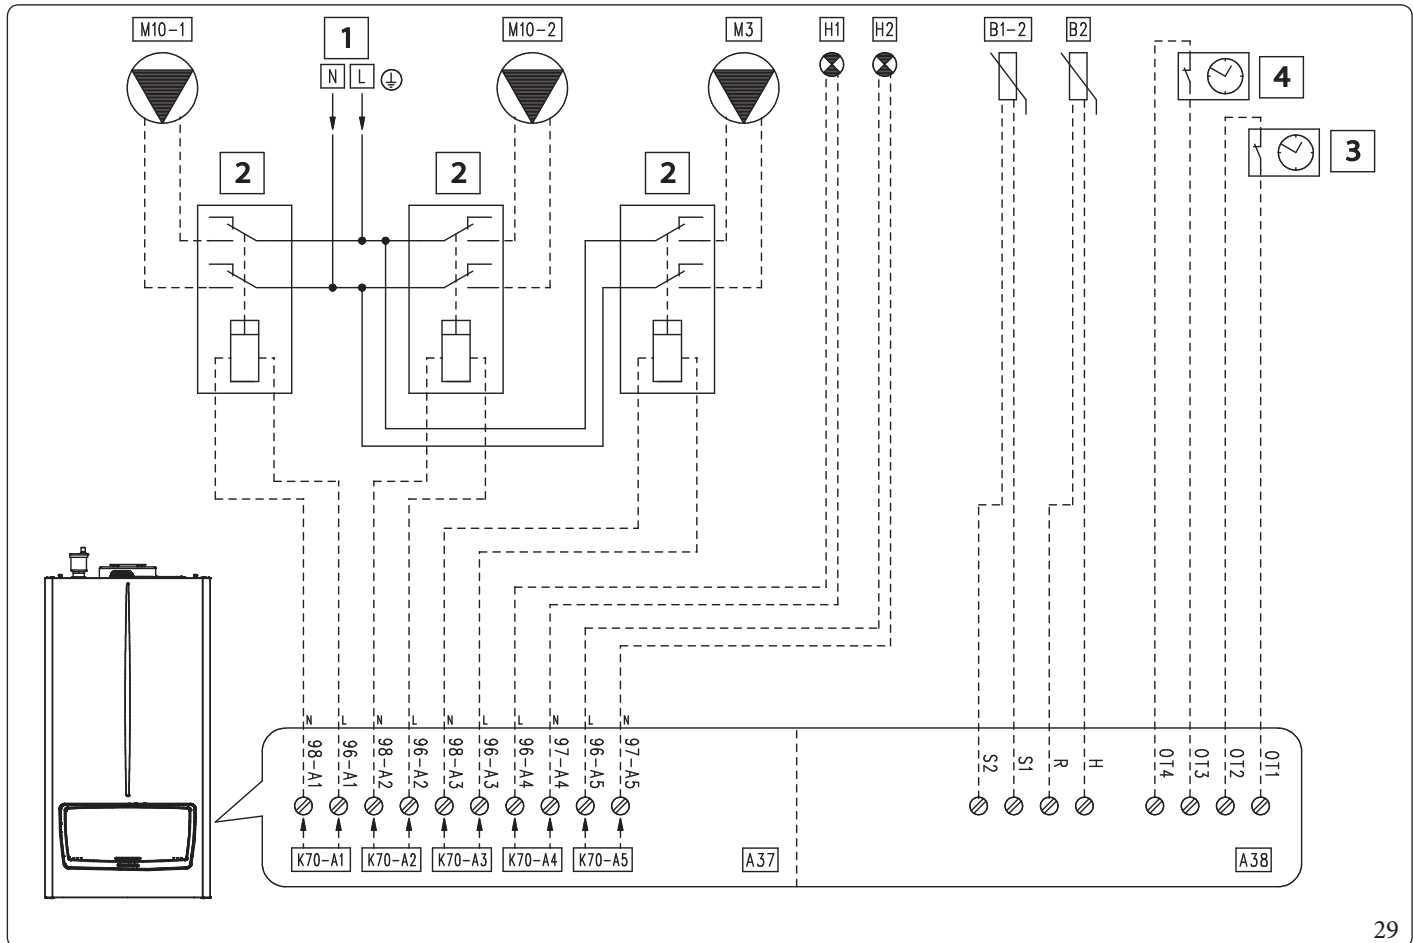 M10-1
1
M10-2
M3
H1
H2
B1-2
B2
N
L
4
3
2
2
2
N
L
N
L
N
L
L
N
L
N
98-A1
96-A1
98-A2
96-A2
98-A3
96-A3
96-A4
97-A4
96-A5
97-A5
S2
S1
R
H
OT4
OT3
OT2
OT1
K70-A1
K70-A2
K70-A3
K70-A4
K70-A5
A37
A38
29